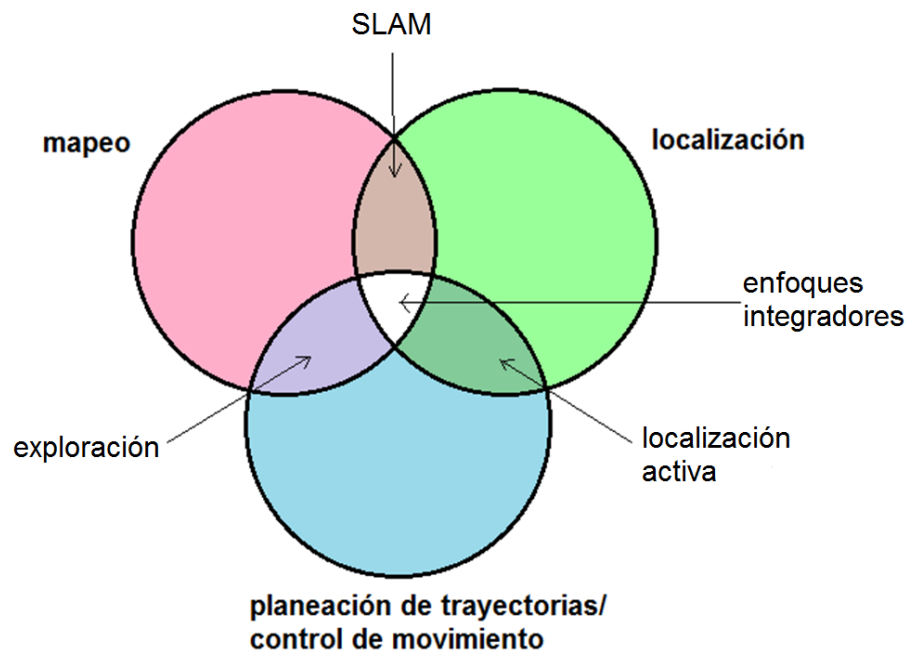 SLAM
mapeo
localización
enfoques
integradores
exploración
localización
activa
planeación de trayectorias/
control de movimiento